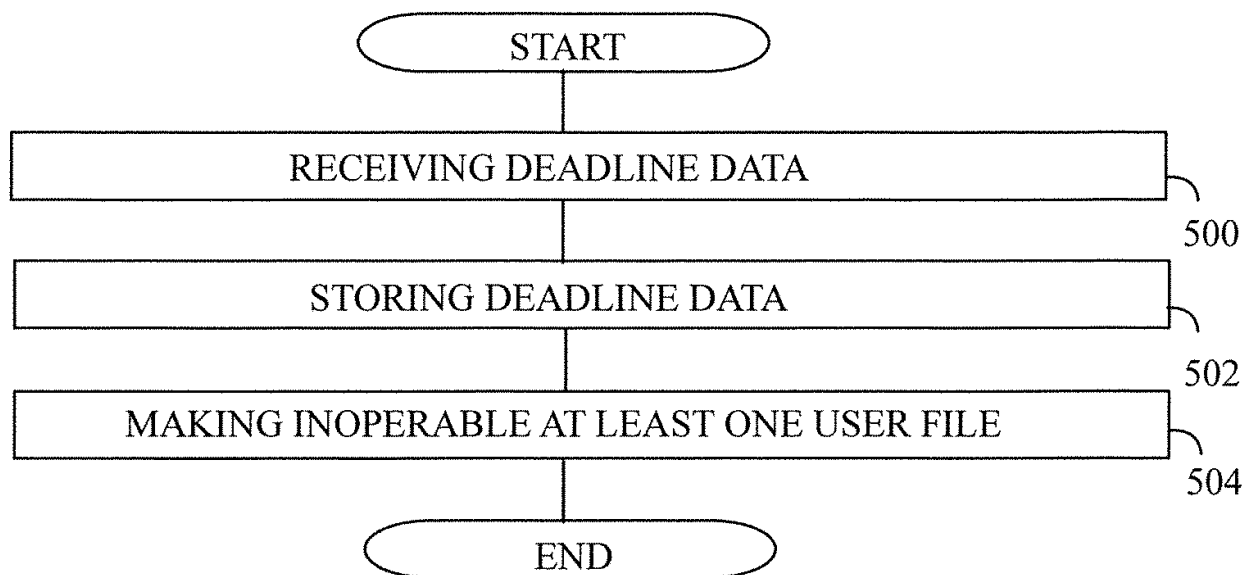 START
RECEIVING DEADLINE DATA
500
STORING DEADLINE DATA
502
MAKING INOPERABLE AT LEAST ONE USER FILE
504
END